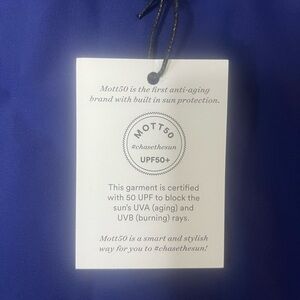 Mott50 is the first anti-aging
brand with built in sun protection.
MOTT50
#chasethesun
UPF50+
This garment is certified
with 50 UPF to block the
sun's UVA (aging) and
UVB (burning) rays.
Mott50 is a smart and stylish
way for you to #chasethesun!